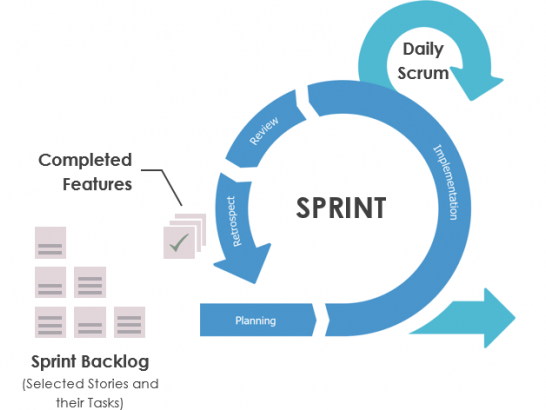 Daily
Scrum
Review
Implementation
Completed
Features
Retrospect
SPRINT
Planning
Sprint Backlog
(Selected Stories and
their Tasks)